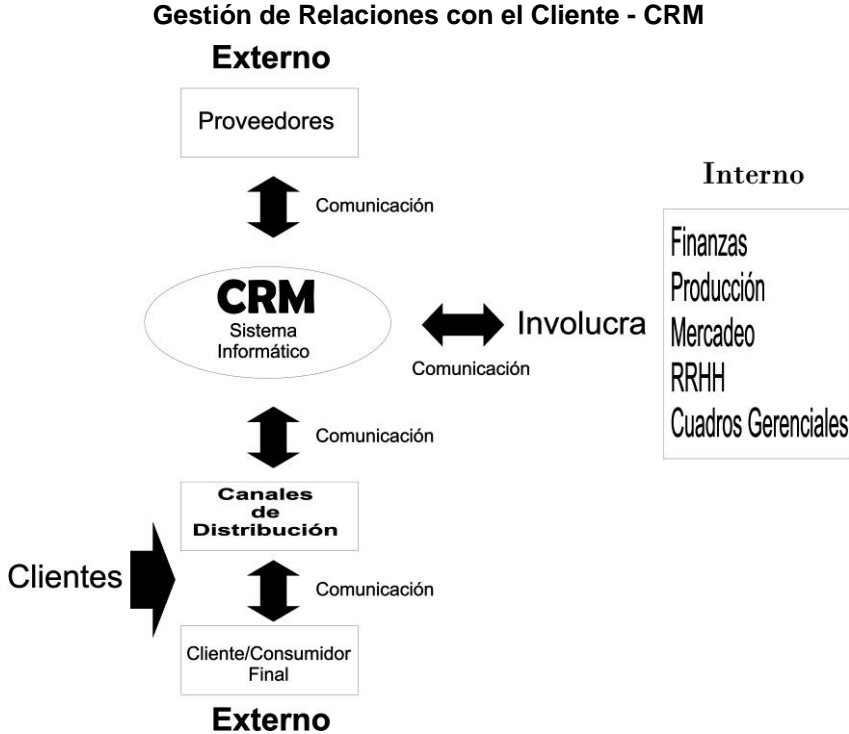 Gestión de Relaciones con el Cliente - CRM
Externo
Proveedores
Comunicación
Interno
Finanzas
Producción
Mercadeo
RRHH
Cuadros Gerenciales
CRM
Sistema
Informático
Involucra
Comunicación
Comunicación
Canales
de
Distribución
Clientes
Comunicación
Cliente/Consumidor
Final
Externo